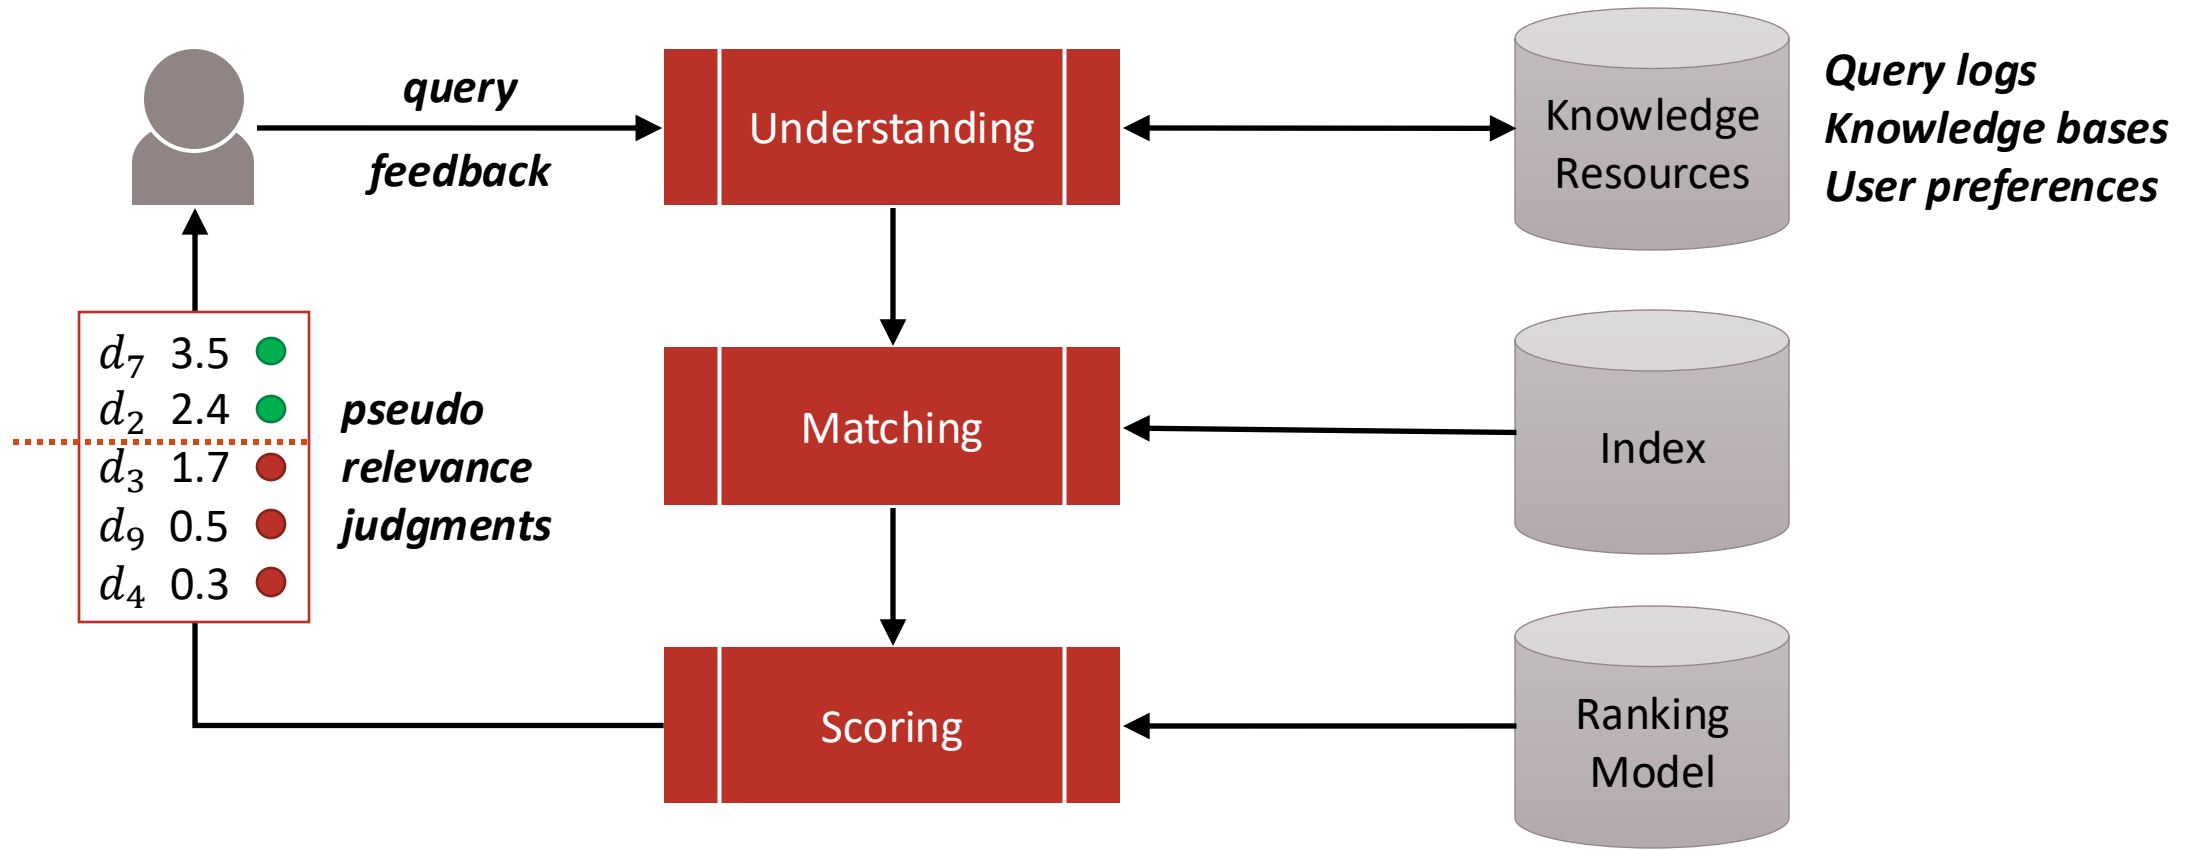 query
feedback
Understanding
Knowledge
Resources
Query logs
Knowledge bases
User preferences
d₇ 3.5
d₂ 2.4
d₃ 1.7
d₉ 0.5
d₄ 0.3
pseudo
relevance
judgments
Matching
Index
Scoring
Ranking
Model